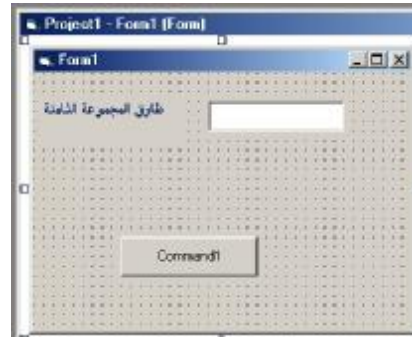 Project1 - Form1 (Form)
Form1
طارق المجموعة الثامنة
Command1